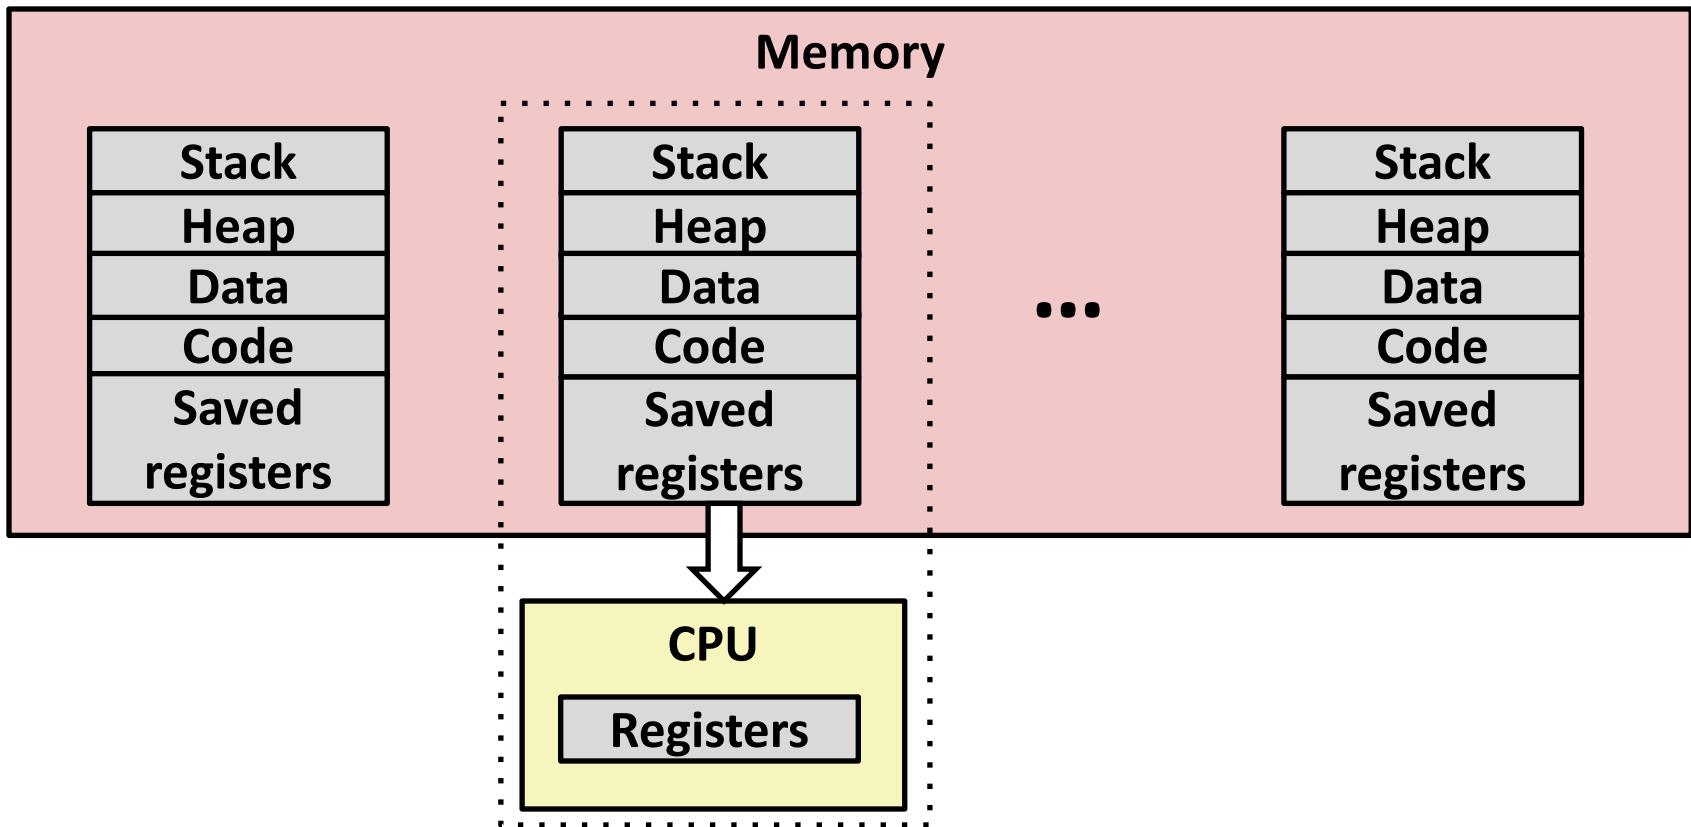 Memory
Stack
Heap
Data
Code
Saved
registers
Stack
Heap
Data
Code
Saved
registers
...
Stack
Heap
Data
Code
Saved
registers
CPU
Registers